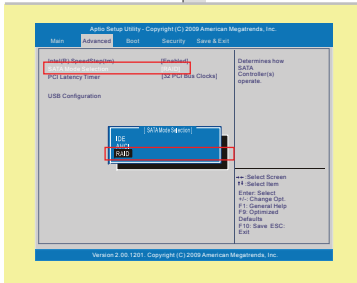 Aptio Setup Utility - Copyright (C) 2009 American Megatrends, Inc.
Main Advanced Boot Security Save & Exit
Intel(R) SpeedStep(tm) [Enabled]
SATA Mode Selection [RAID]
PCI Latency Timer [32 PCI Bus Clocks]
USB Configuration
Determines how
SATA
Controller(s)
operate.
[ SATA Mode Selection ]
IDE
AHCI
RAID
→←:Select Screen
↑↓ :Select Item
Enter: Select
+/-: Change Opt.
F1: General Help
F9: Optimized
Defaults
F10: Save ESC:
Exit
Version 2.00.1201. Copyright (C) 2009 American Megatrends, Inc.